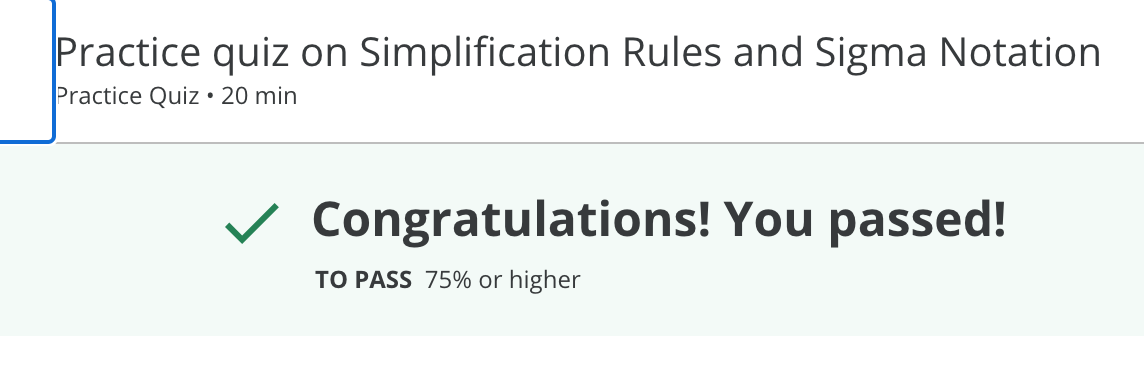 Practice quiz on Simplification Rules and Sigma Notation
Practice Quiz • 20 min
Congratulations! You passed!
TO PASS 75% or higher